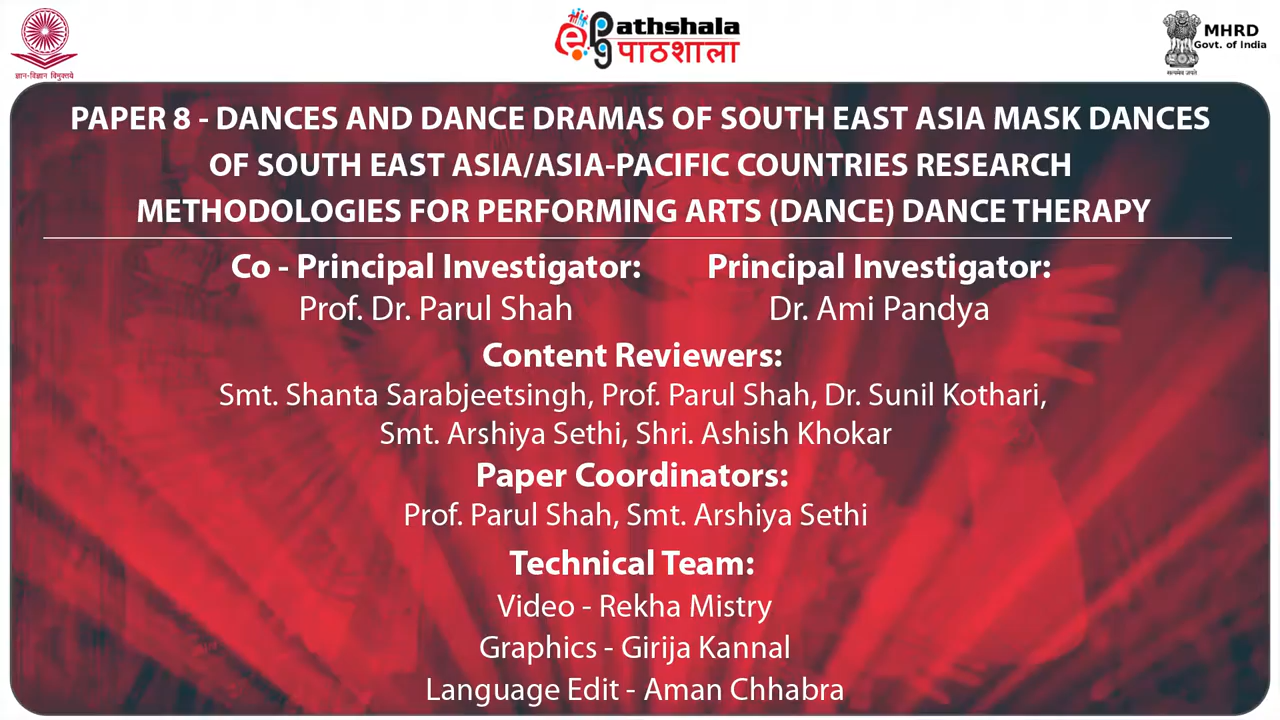 ज्ञान-विज्ञान विमुक्तये
ePathshala
पाठशाला
MHRD
Govt. of India
सत्यमेव जयते
PAPER 8 - DANCES AND DANCE DRAMAS OF SOUTH EAST ASIA MASK DANCES
OF SOUTH EAST ASIA/ASIA-PACIFIC COUNTRIES RESEARCH
METHODOLOGIES FOR PERFORMING ARTS (DANCE) DANCE THERAPY
Co - Principal Investigator: Principal Investigator:
Prof. Dr. Parul Shah Dr. Ami Pandya
Content Reviewers:
Smt. Shanta Sarabjeetsingh, Prof. Parul Shah, Dr. Sunil Kothari,
Smt. Arshiya Sethi, Shri. Ashish Khokar
Paper Coordinators:
Prof. Parul Shah, Smt. Arshiya Sethi
Technical Team:
Video - Rekha Mistry
Graphics - Girija Kannal
Language Edit - Aman Chhabra